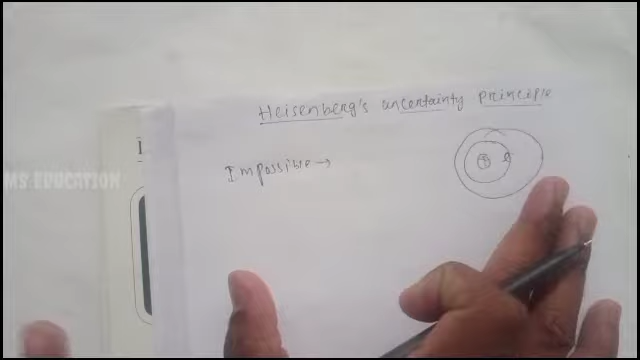 Heisenberg's uncertainty principle
Impossible →
MS EDUCATION